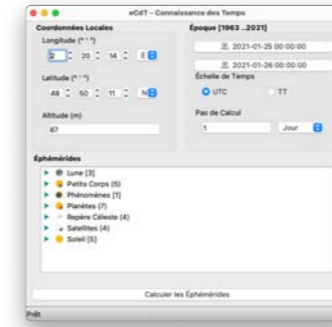 eCdT - Connaissance des Temps
Coordonnées Locales
Longitude (° ' ")
2 20 14 E
Latitude (° ' ")
48 50 11 N
Altitude (m)
67
Époque [1963 ..2021]
2021-01-25 00:00:00
2021-01-26 00:00:00
Échelle de Temps
UTC TT
Pas de Calcul
1 Jour
Éphémérides
Lune [3]
Petits Corps (5)
Phénomènes [1]
Planètes (7)
Repère Céleste (4)
Satellites (4)
Soleil [5]
Calculer les Éphémérides
Prêt